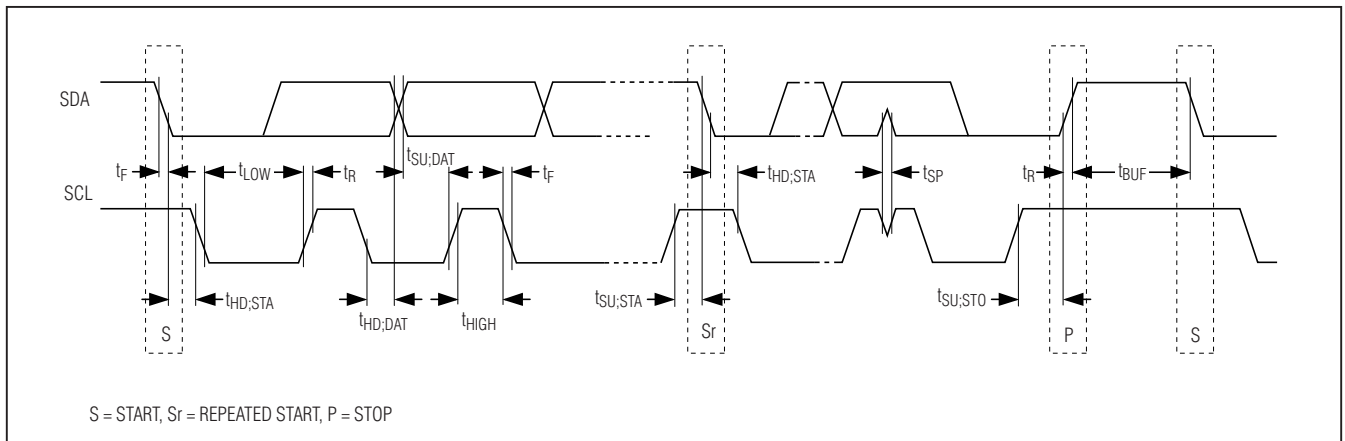 SDA
tSU;DAT
tF
tLOW
tR
tF
tHD;STA
tSP
tR
tBUF
SCL
tHD;STA
tHD;DAT
tHIGH
tSU;STA
tSU;STO
S
Sr
P
S
S = START, Sr = REPEATED START, P = STOP